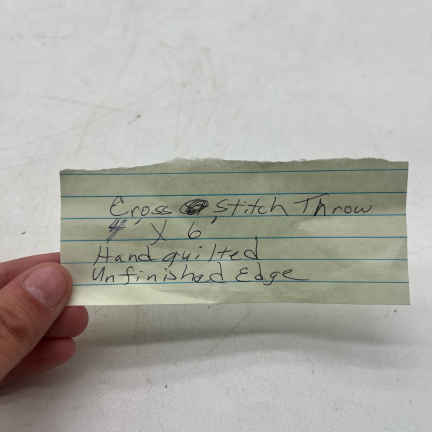 Cross Stitch Throw
4' y 6'
Hand quilted
Unfinished Edge